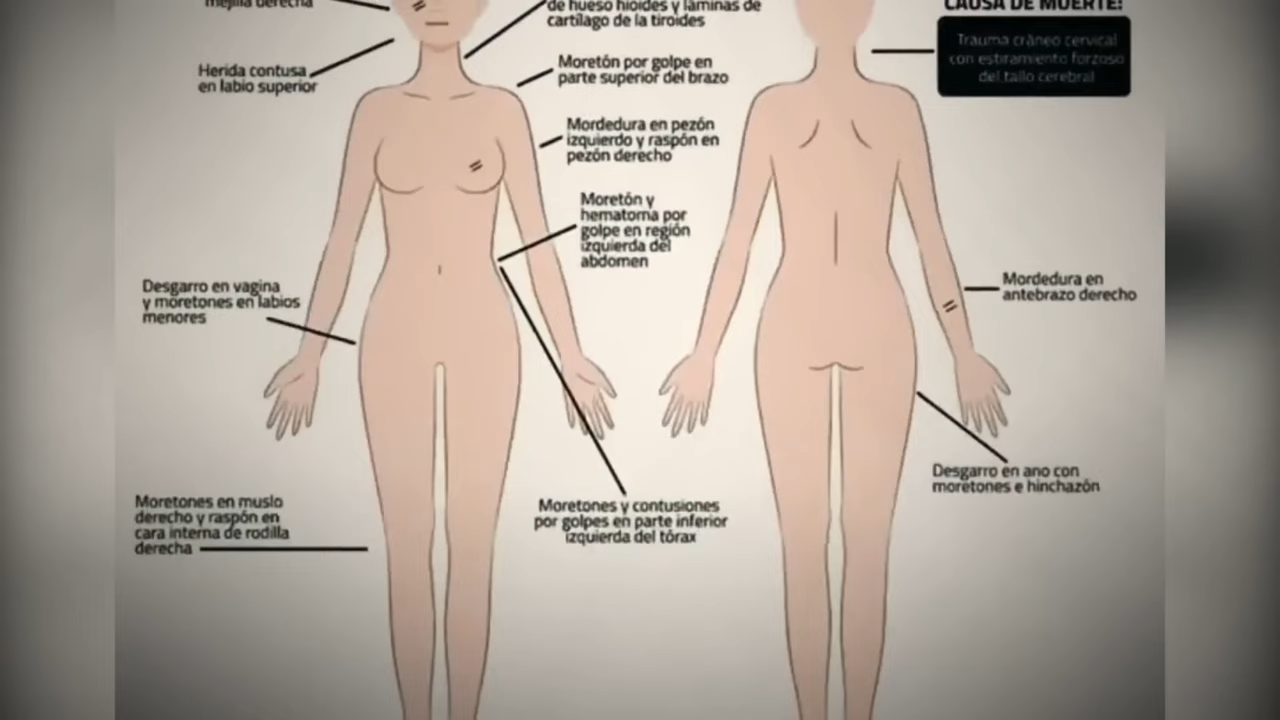 mejilla derecha
de hueso hioides y láminas de
cartílago de la tiroides
CAUSA DE MUERTE:
Trauma cráneo cervical
con estiramiento forzoso
del tallo cerebral
Herida contusa
en labio superior
Moretón por golpe en
parte superior del brazo
Mordedura en pezón
izquierdo y raspón en
pezón derecho
Moretón y
hematoma por
golpe en región
izquierda del
abdomen
Desgarro en vagina
y moretones en labios
menores
Mordedura en
antebrazo derecho
Desgarro en ano con
moretones e hinchazón
Moretones en muslo
derecho y raspón en
cara interna de rodilla
derecha
Moretones y contusiones
por golpes en parte inferior
izquierda del tórax